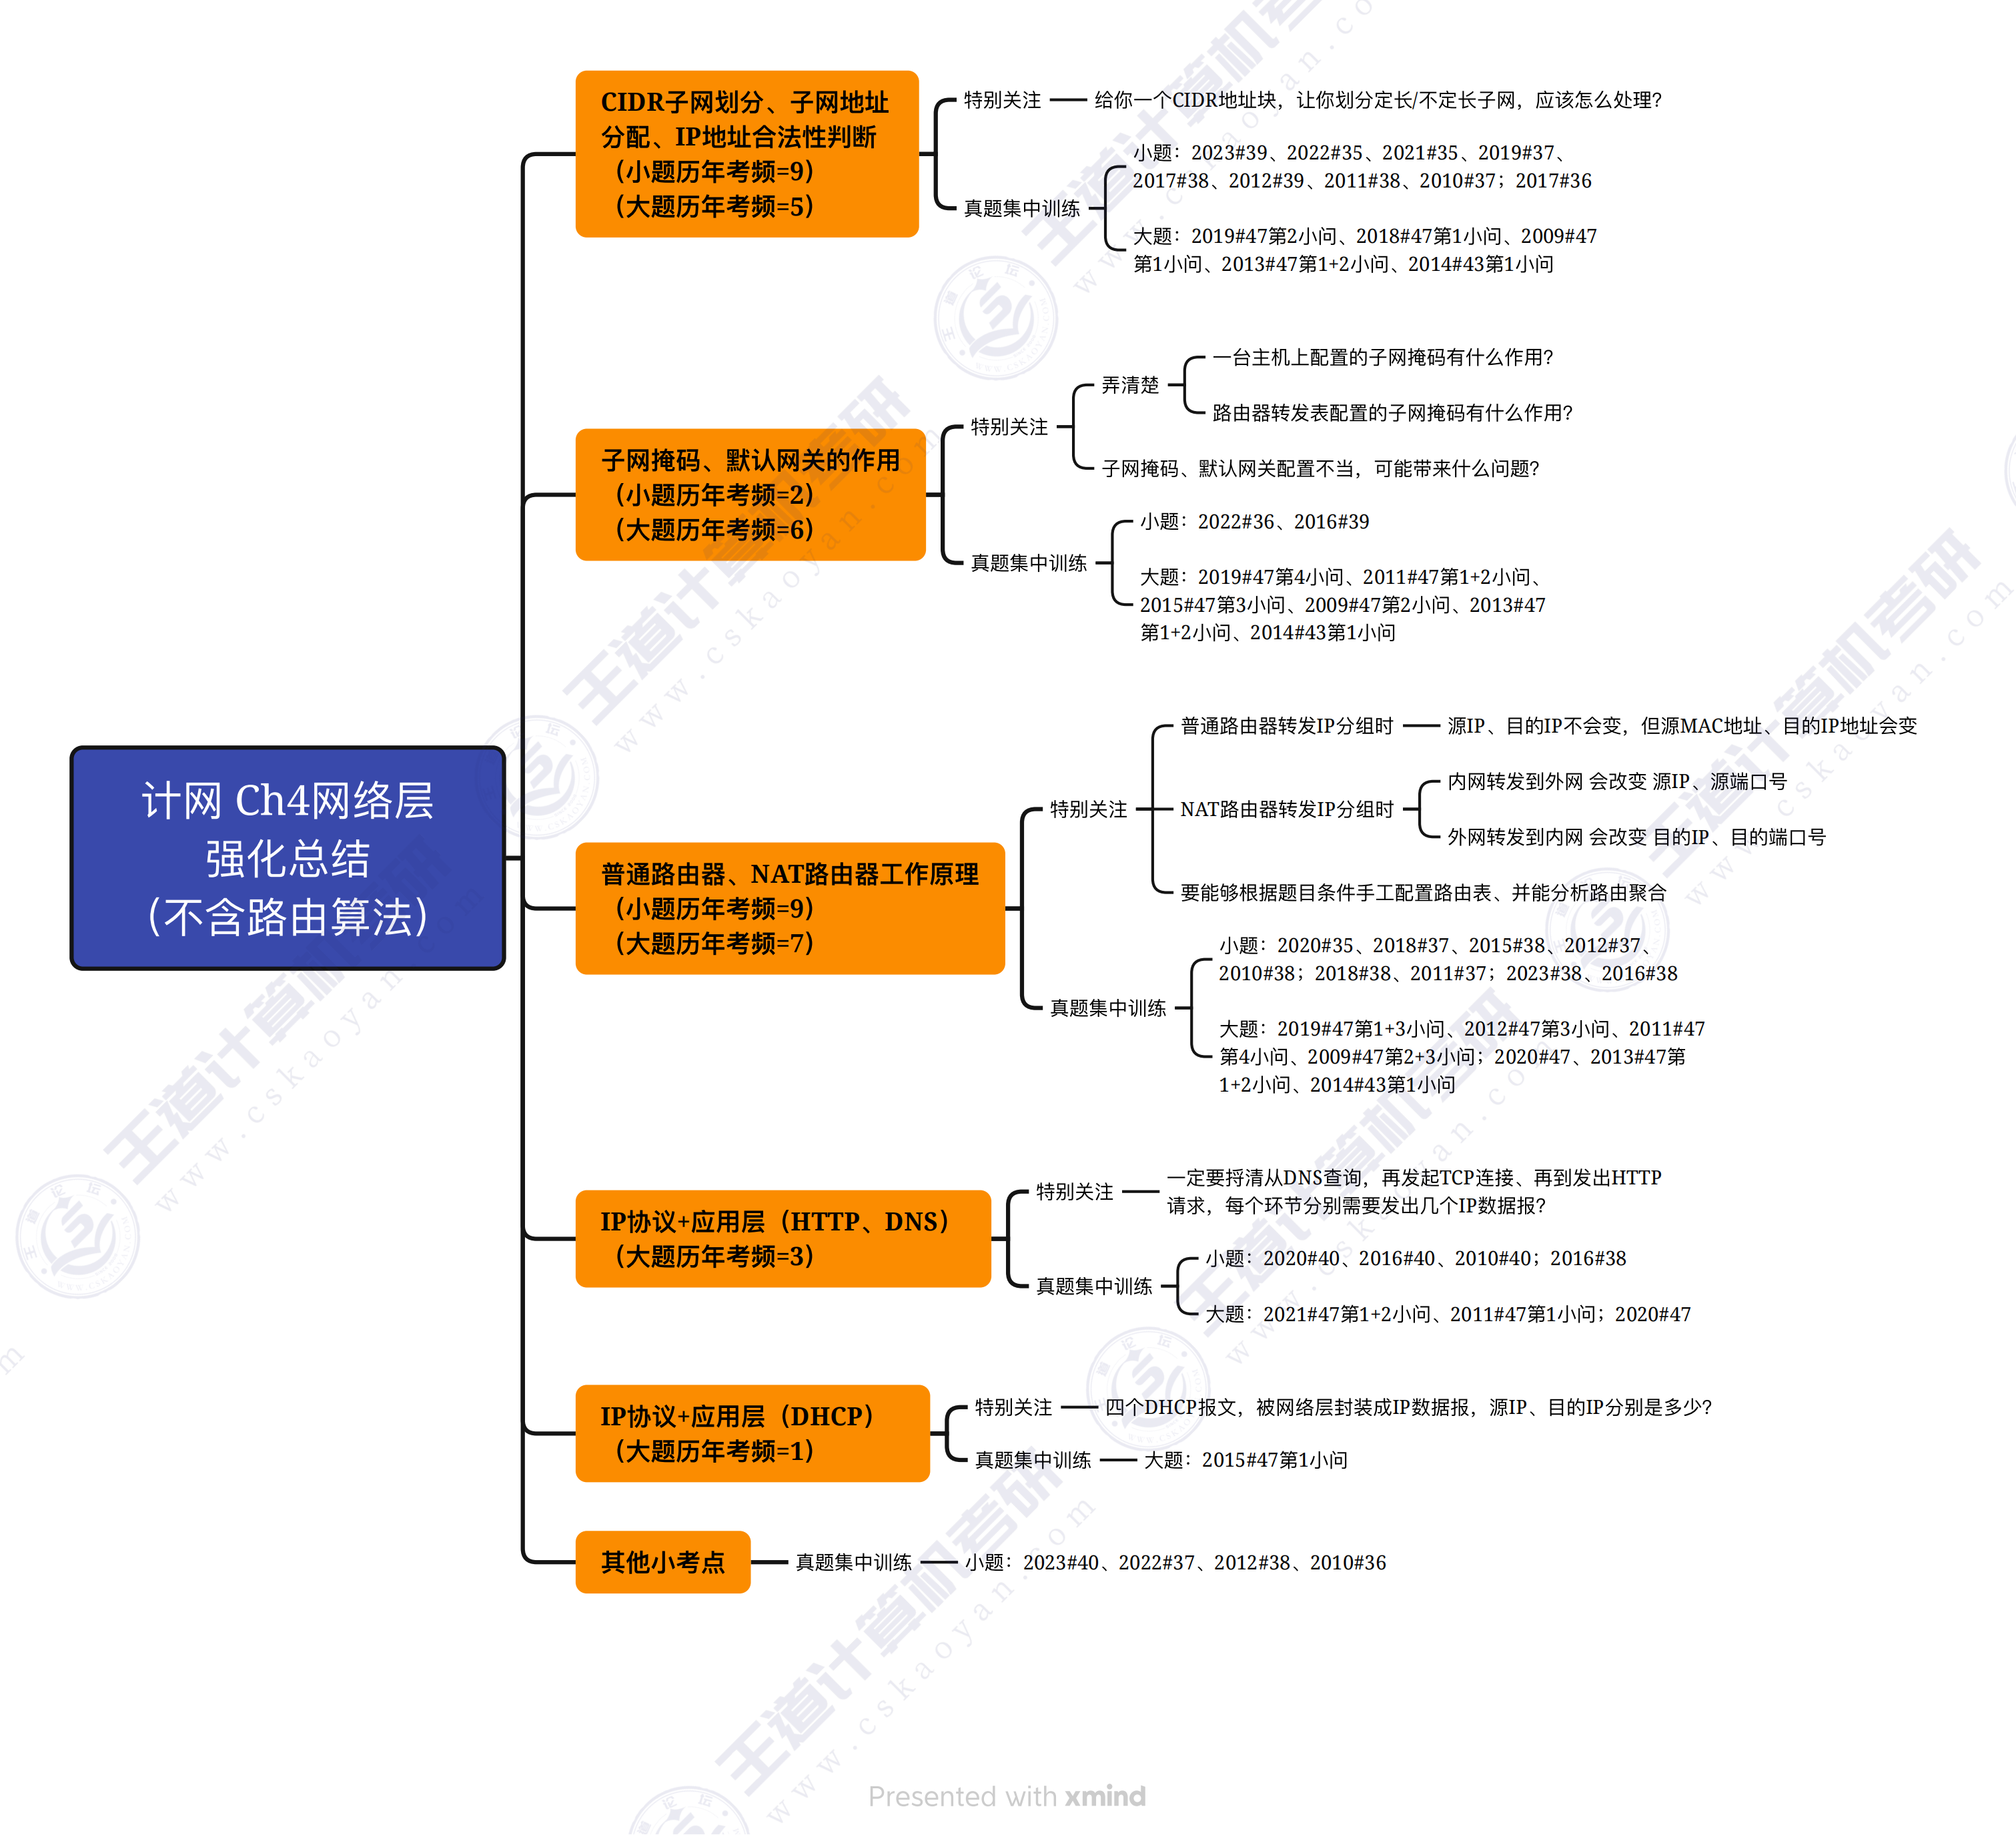 计网 Ch4网络层
强化总结
（不含路由算法）
CIDR子网划分、子网地址
分配、IP地址合法性判断
（小题历年考频=9）
（大题历年考频=5）
特别关注
给你一个CIDR地址块，让你划分定长/不定长子网，应该怎么处理？
真题集中训练
小题：2023#39、2022#35、2021#35、2019#37、
2017#38、2012#39、2011#38、2010#37；2017#36
大题：2019#47第2小问、2018#47第1小问、2009#47
第1小问、2013#47第1+2小问、2014#43第1小问
子网掩码、默认网关的作用
（小题历年考频=2）
（大题历年考频=6）
特别关注
弄清楚
一台主机上配置的子网掩码有什么作用？
路由器转发表配置的子网掩码有什么作用？
子网掩码、默认网关配置不当，可能带来什么问题？
真题集中训练
小题：2022#36、2016#39
大题：2019#47第4小问、2011#47第1+2小问、
2015#47第3小问、2009#47第2小问、2013#47
第1+2小问、2014#43第1小问
普通路由器、NAT路由器工作原理
（小题历年考频=9）
（大题历年考频=7）
特别关注
普通路由器转发IP分组时
源IP、目的IP不会变，但源MAC地址、目的IP地址会变
NAT路由器转发IP分组时
内网转发到外网 会改变 源IP、源端口号
外网转发到内网 会改变 目的IP、目的端口号
要能够根据题目条件手工配置路由表、并能分析路由聚合
真题集中训练
小题：2020#35、2018#37、2015#38、2012#37、
2010#38；2018#38、2011#37；2023#38、2016#38
大题：2019#47第1+3小问、2012#47第3小问、2011#47
第4小问、2009#47第2+3小问；2020#47、2013#47第
1+2小问、2014#43第1小问
IP协议+应用层（HTTP、DNS）
（大题历年考频=3）
特别关注
一定要捋清从DNS查询，再发起TCP连接、再到发出HTTP
请求，每个环节分别需要发出几个IP数据报？
真题集中训练
小题：2020#40、2016#40、2010#40；2016#38
大题：2021#47第1+2小问、2011#47第1小问；2020#47
IP协议+应用层（DHCP）
（大题历年考频=1）
特别关注
四个DHCP报文，被网络层封装成IP数据报，源IP、目的IP分别是多少？
真题集中训练
大题：2015#47第1小问
其他小考点
真题集中训练
小题：2023#40、2022#37、2012#38、2010#36
王道计算机考研
www.cskaoyan.com
Presented with xmind